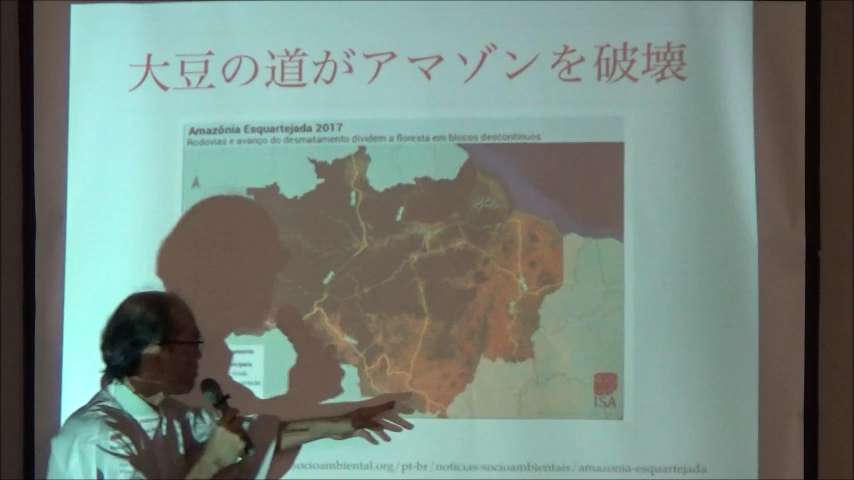 大豆の道がアマゾンを破壊
Amazônia Esquartejada 2017
Rodovias e avanço do desmatamento dividem a floresta em blocos descontínuos
ISA
socioambiental.org/pt-br/noticias-socioambientais/amazonia-esquartejada